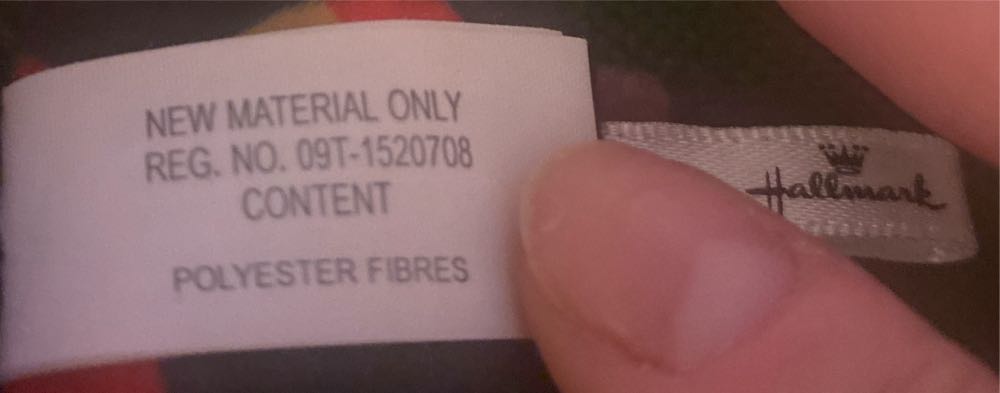 NEW MATERIAL ONLY
REG. NO. 09T-1520708
CONTENT
POLYESTER FIBRES
Hallmark